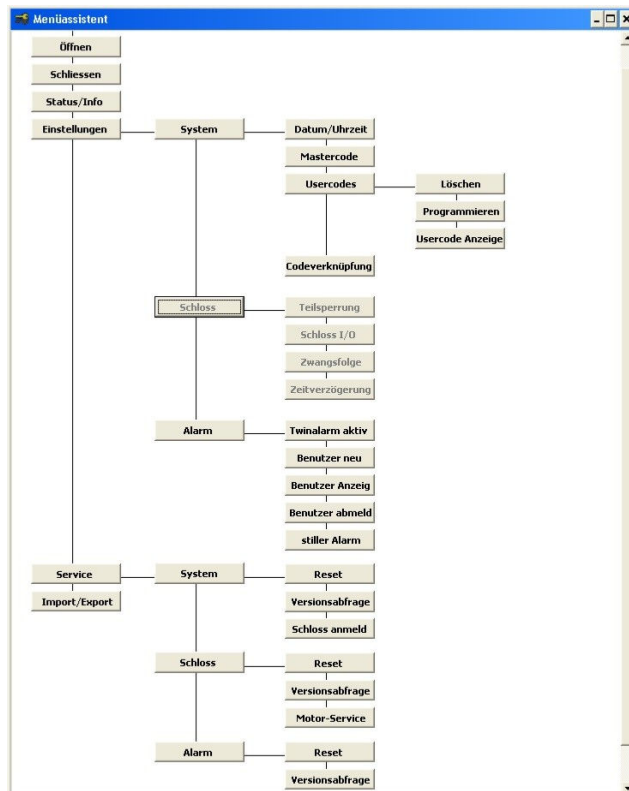 Menüassistent
Öffnen
Schliessen
Status/Info
Einstellungen System Datum/Uhrzeit
Mastercode
Usercodes Löschen
Programmieren
Usercode Anzeige
Codeverknüpfung
Schloss Teilsperrung
Schloss I/O
Zwangsfolge
Zeitverzögerung
Alarm Twinalarm aktiv
Benutzer neu
Benutzer Anzeig
Benutzer abmeld
stiller Alarm
Service System Reset
Import/Export Versionsabfrage
Schloss anmeld
Schloss Reset
Versionsabfrage
Motor-Service
Alarm Reset
Versionsabfrage